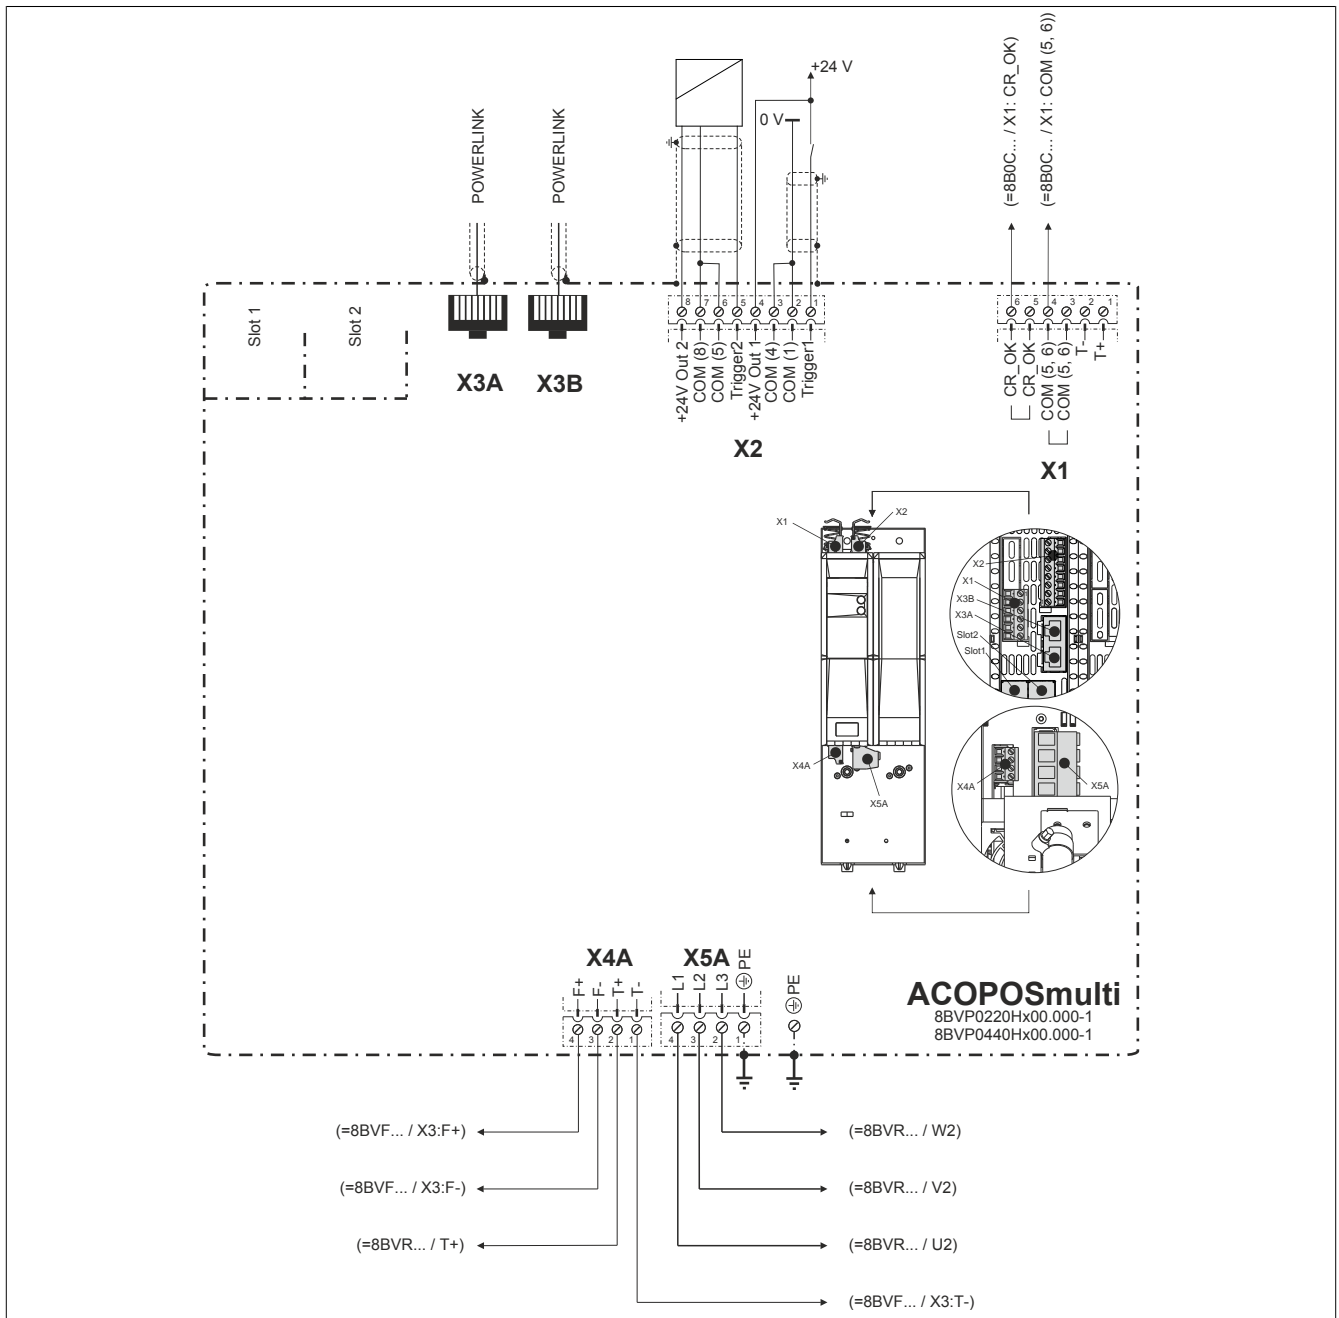 (=8B0C... / X1: CR_OK)
(=8B0C... / X1: COM (5, 6))
+24 V
0 V
POWERLINK
POWERLINK
Slot 1
Slot 2
X3A
X3B
8 7 6 5 4 3 2 1
+24V Out 2
COM (8)
COM (5)
Trigger2
+24V Out 1
COM (4)
COM (1)
Trigger1
X2
6 5 4 3 2 1
CR_OK
CR_OK
COM (5, 6)
COM (5, 6)
T-
T+
X1
X1
X2
X4A
X5A
X2
X1
X3B
X3A
Slot2
Slot1
X4A
X5A
X4A
F+
F-
T+
T-
4 3 2 1
X5A
L1
L2
L3
PE
4 3 2 1
PE
ACOPOSmulti
8BVP0220Hx00.000-1
8BVP0440Hx00.000-1
(=8BVF... / X3:F+)
(=8BVR... / W2)
(=8BVF... / X3:F-)
(=8BVR... / V2)
(=8BVR... / T+)
(=8BVR... / U2)
(=8BVF... / X3:T-)